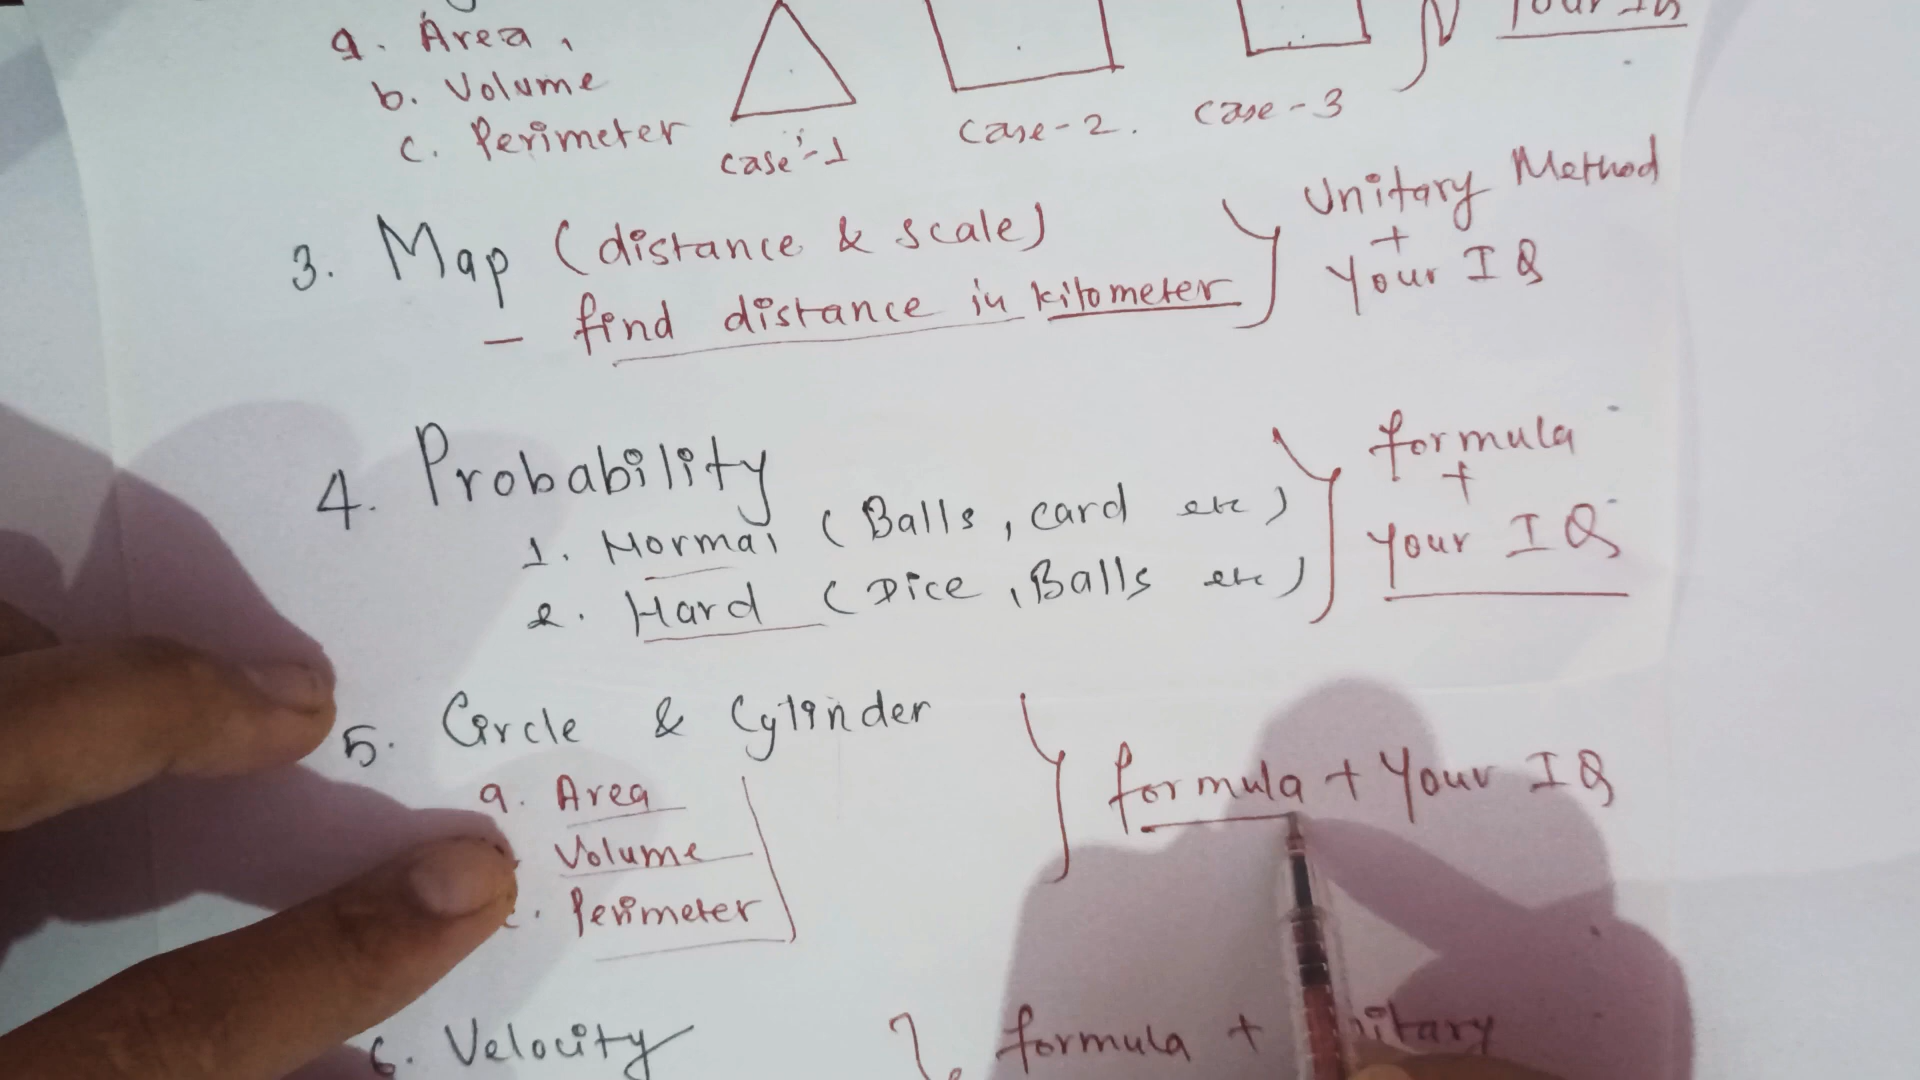 a. Area,
b. Volume
c. Perimeter
case-1
case-2.
case-3
Your IQ
3. Map (distance & scale)
- find distance in kilometer
Unitary Method
+
Your IQ
4. Probability
1. Normal (Balls, card etc)
2. Hard (Dice, Balls etc)
formula
+
Your IQ
5. Circle & Cylinder
a. Area
Volume
Perimeter
formula + Your IQ
6. Velocity
formula +